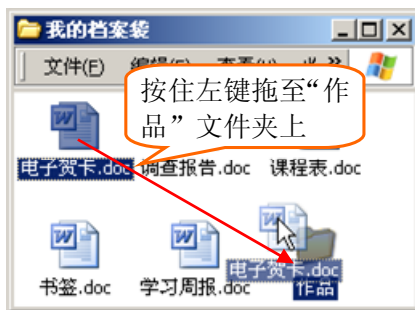 我的档案袋
文件(F)
按住左键拖至“作
品”文件夹上
电子贺卡.doc
调查报告.doc
课程表.doc
电子贺卡.doc
书签.doc
学习周报.doc
作品